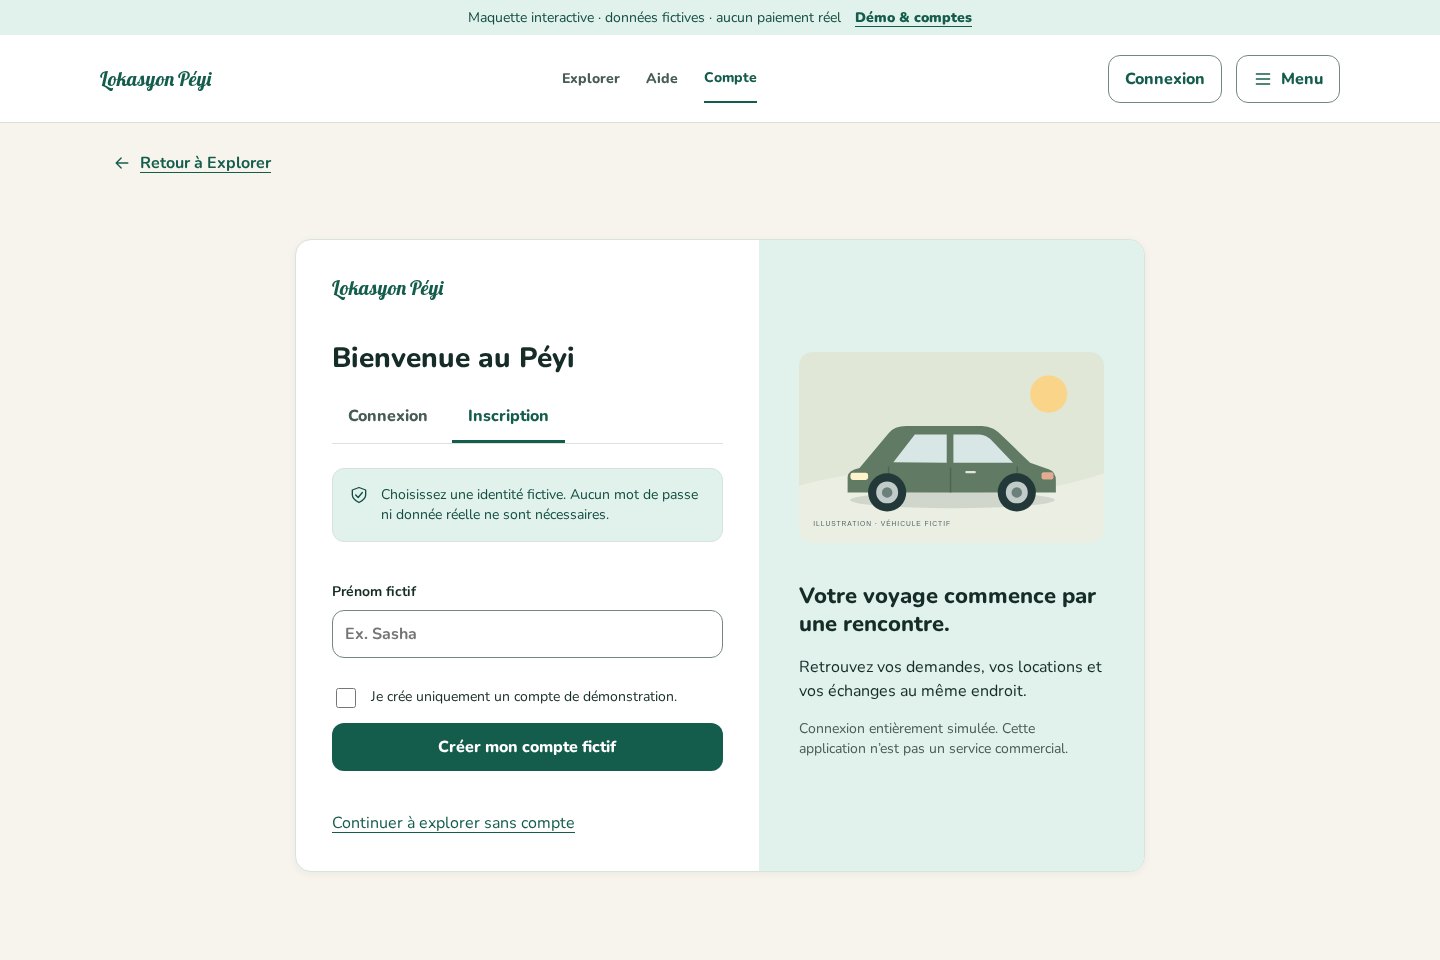 Maquette interactive · données fictives · aucun paiement réel Démo & comptes
Lokasyon Péyi
Explorer Aide Compte
Connexion Menu
Retour à Explorer
Lokasyon Péyi
Bienvenue au Péyi
Connexion Inscription
Choisissez une identité fictive. Aucun mot de passe
ni donnée réelle ne sont nécessaires.
Prénom fictif
Ex. Sasha
Je crée uniquement un compte de démonstration.
Créer mon compte fictif
Continuer à explorer sans compte
ILLUSTRATION · VÉHICULE FICTIF
Votre voyage commence par
une rencontre.
Retrouvez vos demandes, vos locations et
vos échanges au même endroit.
Connexion entièrement simulée. Cette
application n’est pas un service commercial.